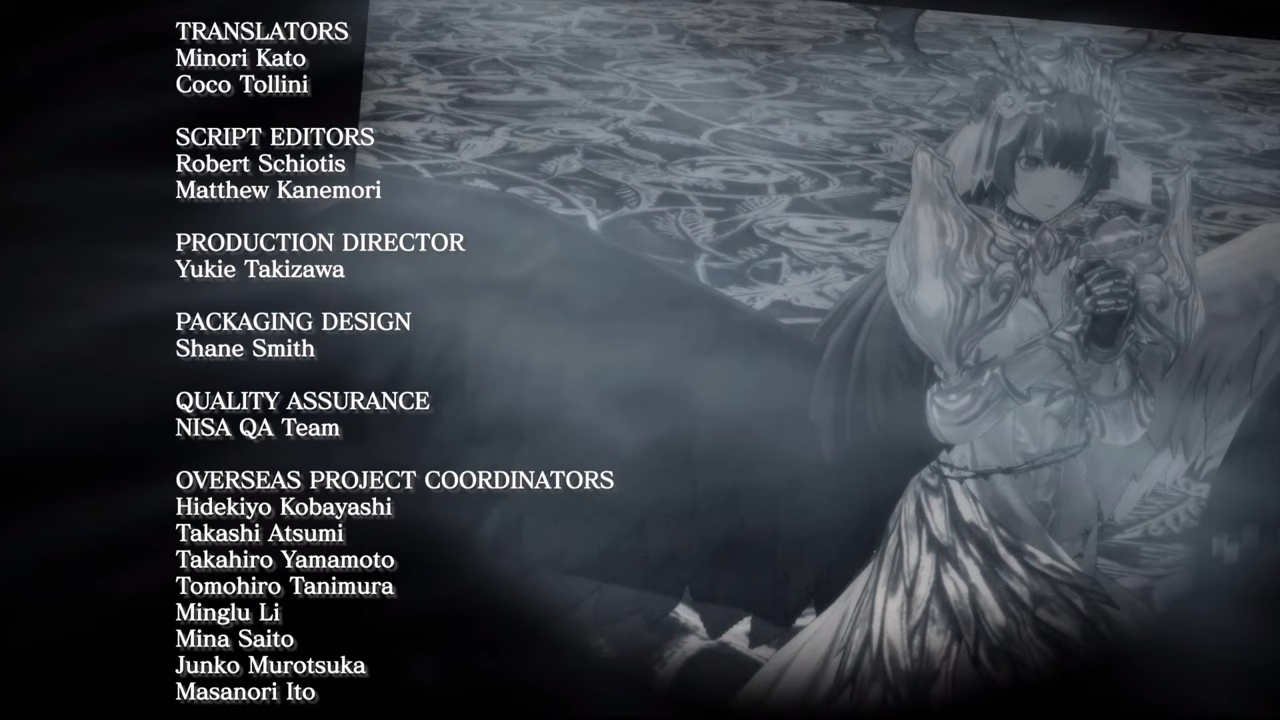 TRANSLATORS
Minori Kato
Coco Tollini
SCRIPT EDITORS
Robert Schiotis
Matthew Kanemori
PRODUCTION DIRECTOR
Yukie Takizawa
PACKAGING DESIGN
Shane Smith
QUALITY ASSURANCE
NISA QA Team
OVERSEAS PROJECT COORDINATORS
Hidekiyo Kobayashi
Takashi Atsumi
Takahiro Yamamoto
Tomohiro Tanimura
Minglu Li
Mina Saito
Junko Murotsuka
Masanori Ito